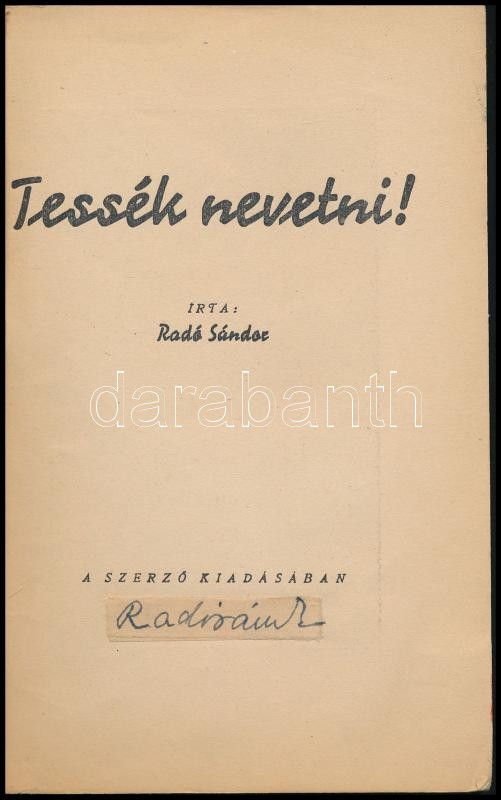 Tessék nevetni!
ÍRTA:
Radó Sándor
darabanth
A SZERZŐ KIADÁSÁBAN